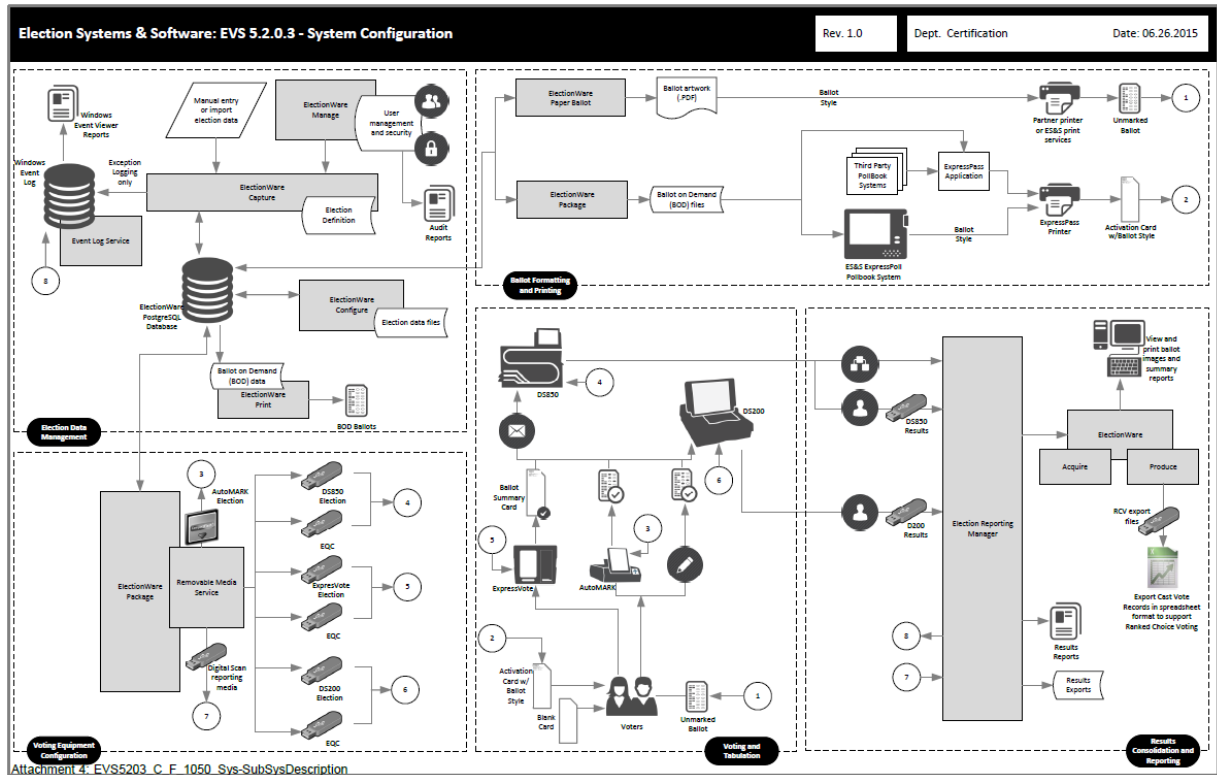 Election Systems & Software: EVS 5.2.0.3 - System Configuration
Rev. 1.0
Dept. Certification
Date: 06.26.2015
Windows
Event Viewer
Reports
Manual entry
or import
election data
ElectionWare
Manage
User
management
and security
Windows
Event
Log
Exception
Logging
only
ElectionWare
Capture
Election
Definition
Audit
Reports
Event Log Service
8
ElectionWare
PostgreSQL
Database
ElectionWare
Configure
Election data files
Ballot on Demand
(BOD) data
ElectionWare
Print
BOD Ballots
Election Data
Management
ElectionWare
Paper Ballot
Ballot artwork
(.PDF)
Ballot
Style
Partner printer
or ES&S print
services
Unmarked
Ballot
1
Third Party
PollBook
Systems
ExpressPass
Application
ElectionWare
Package
Ballot on Demand
(BOD) files
ExpressPass
Printer
Activation Card
w/Ballot Style
2
Ballot
Style
ES&S ExpressPoll
Pollbook System
Ballot Formatting
and Printing
3
AutoMARK
Election
DS850
Election
4
EQC
ElectionWare
Package
Removable Media
Service
ExpresVote
Election
5
EQC
Digital Scan
reporting
media
DS200
Election
6
7
EQC
Voting Equipment
Configuration
DS850
4
DS200
6
Ballot
Summary
Card
5
3
ExpressVote
AutoMARK
2
Activation
Card w/
Ballot
Style
Blank
Card
Voters
Unmarked
Ballot
1
Voting and
Tabulation
DS850
Results
D200
Results
Election Reporting
Manager
View and
print ballot
images and
summary
reports
ElectionWare
Acquire
Produce
RCV export
files
Export Cast Vote
Records in spreadsheet
format to support
Ranked Choice Voting
8
Results
Reports
7
Results
Exports
Results
Consolidation and
Reporting
Attachment 4: EVS5203_C_F_1050_Sys-SubSysDescription